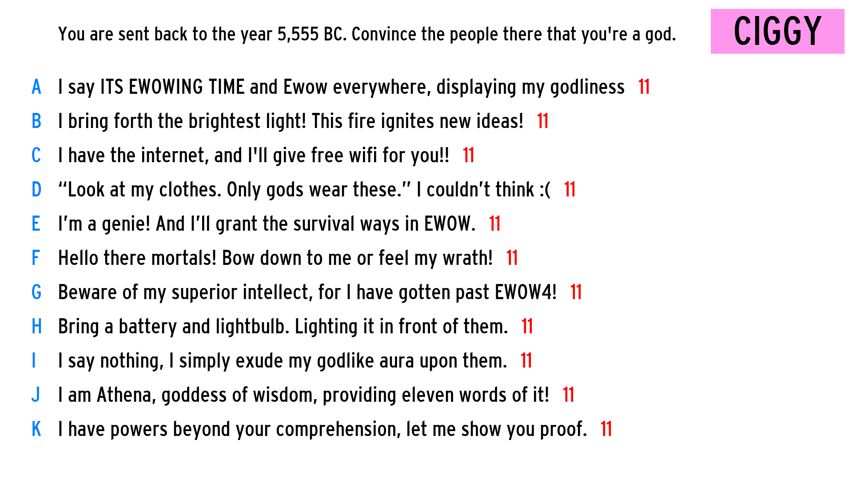 You are sent back to the year 5,555 BC. Convince the people there that you're a god.
CIGGY
A I say ITS EWOWING TIME and Ewow everywhere, displaying my godliness 11
B I bring forth the brightest light! This fire ignites new ideas! 11
C I have the internet, and I'll give free wifi for you!! 11
D “Look at my clothes. Only gods wear these.” I couldn’t think :( 11
E I’m a genie! And I’ll grant the survival ways in EWOW. 11
F Hello there mortals! Bow down to me or feel my wrath! 11
G Beware of my superior intellect, for I have gotten past EWOW4! 11
H Bring a battery and lightbulb. Lighting it in front of them. 11
I I say nothing, I simply exude my godlike aura upon them. 11
J I am Athena, goddess of wisdom, providing eleven words of it! 11
K I have powers beyond your comprehension, let me show you proof. 11